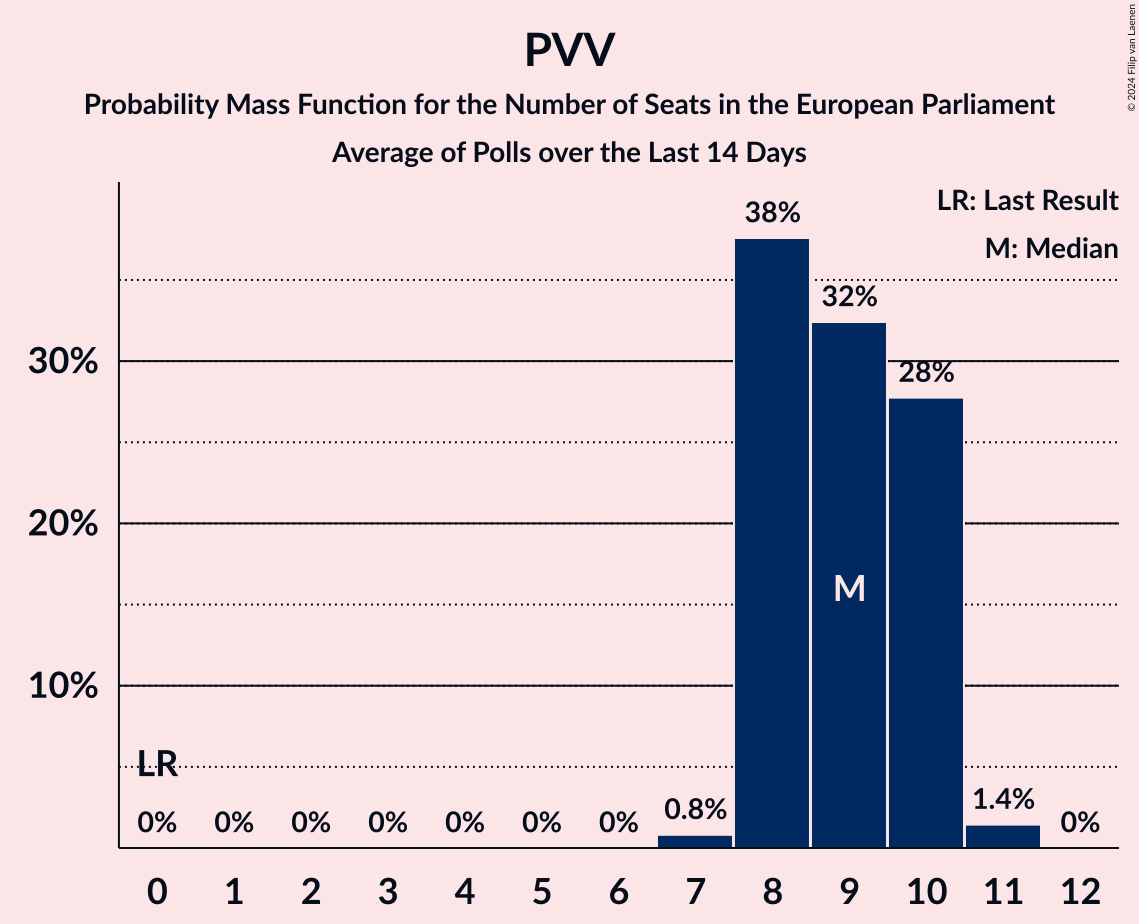 PVV
Probability Mass Function for the Number of Seats in the European Parliament
Average of Polls over the Last 14 Days
© 2024 Filip van Laenen
LR: Last Result
M: Median
38%
32%
28%
30%
20%
10%
M
LR
0% 0% 0% 0% 0% 0% 0% 0.8% 1.4% 0%
0 1 2 3 4 5 6 7 8 9 10 11 12